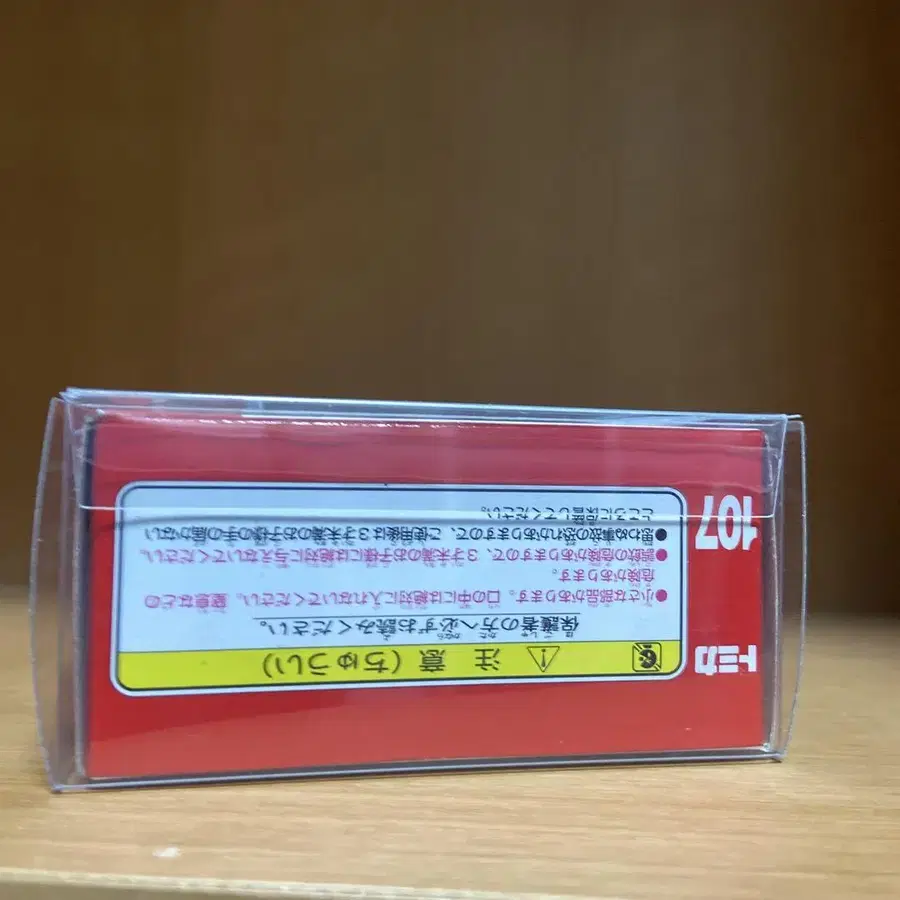 トミカ
107
注 意 (ちゅうい)
保護者の方へ必ずお読みください。
●小さな部品があります。口の中には絶対に入れないでください。窒息などの
危険があります。
●誤飲の危険がありますので、3才未満のお子様には絶対に与えないでください。
●思わぬ事故の恐れがありますので、ご使用後は3才未満のお子様の手の届かない
ところに保管してください。